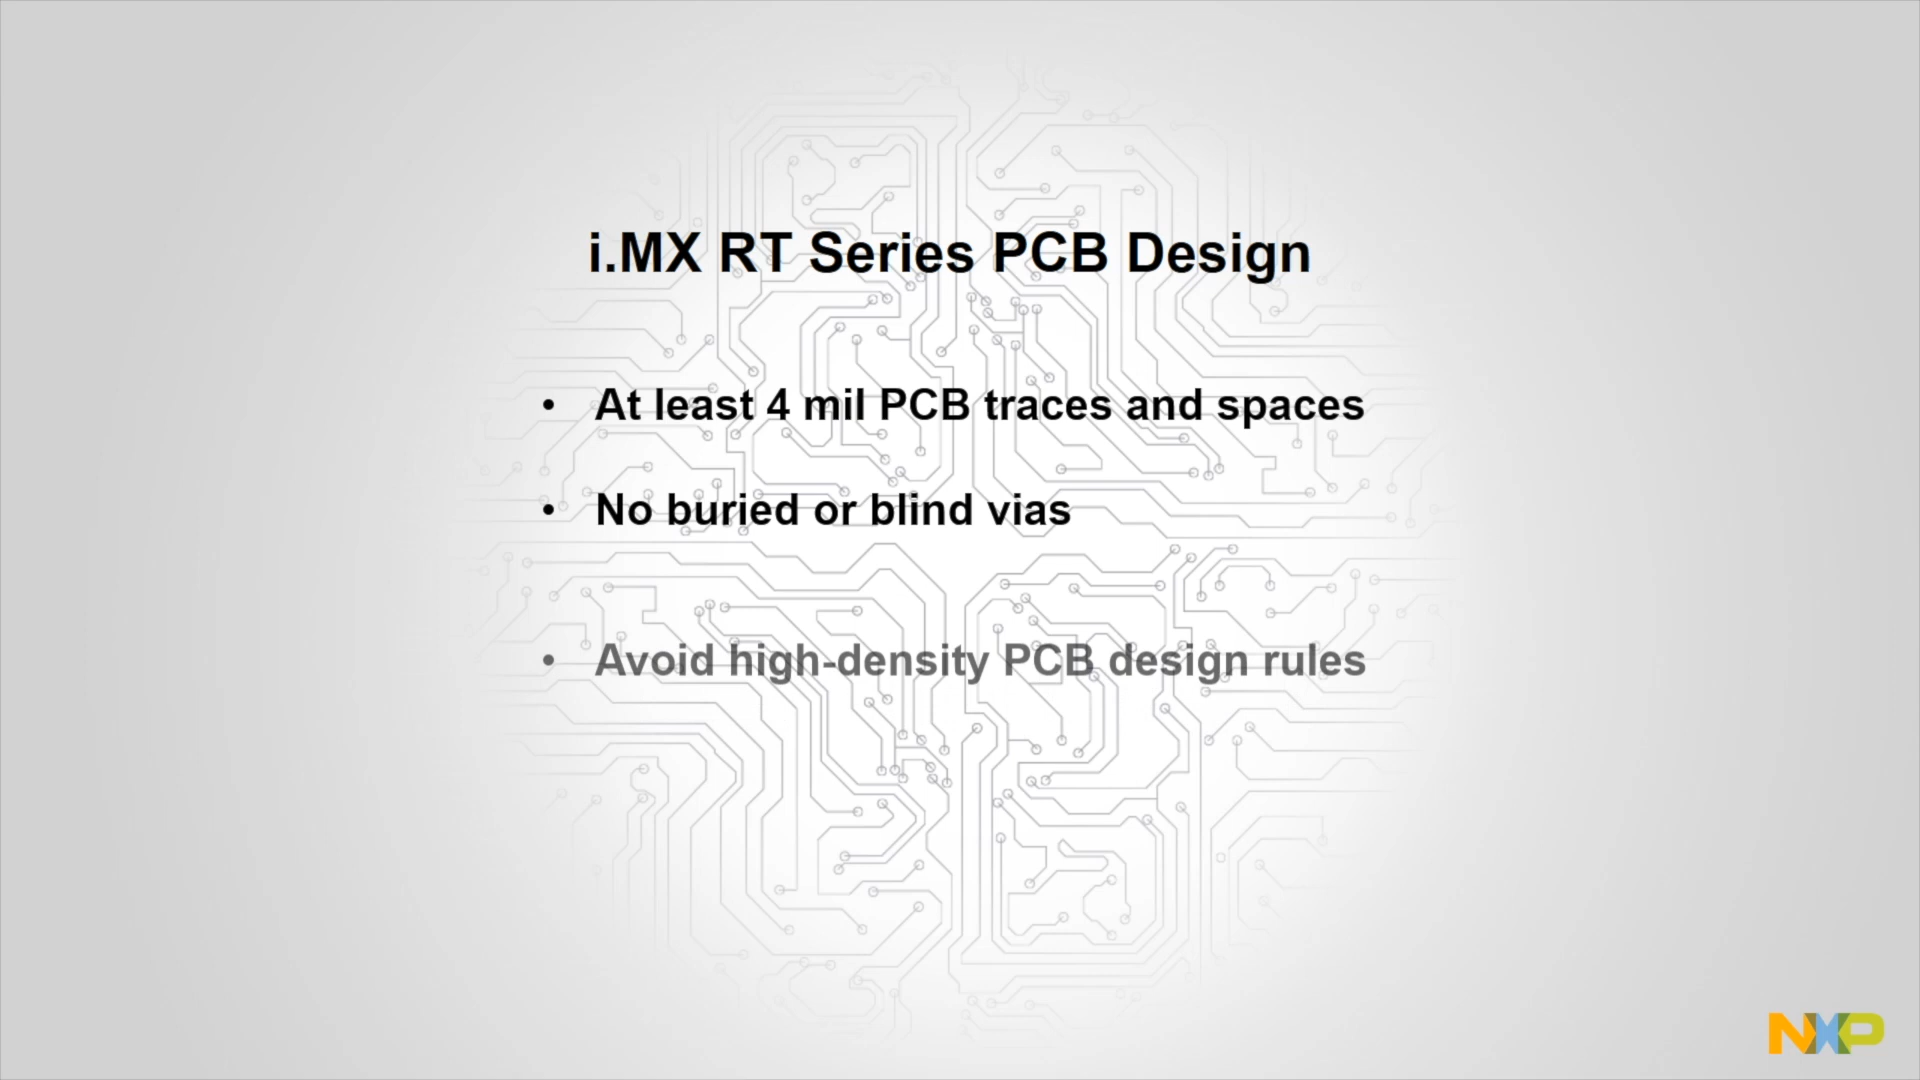 i.MX RT Series PCB Design
• At least 4 mil PCB traces and spaces
• No buried or blind vias
• Avoid high-density PCB design rules
NXP